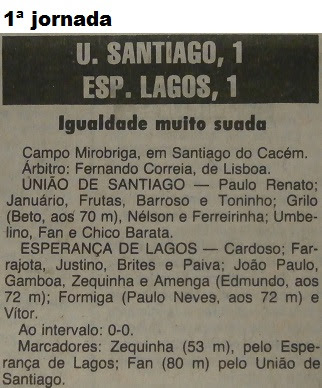 1ª jornada
U. SANTIAGO, 1
ESP. LAGOS, 1
Igualdade muito suada
Campo Mirobriga, em Santiago do Cacém.
Árbitro: Fernando Correia, de Lisboa.
UNIÃO DE SANTIAGO — Paulo Renato;
Januário, Frutas, Barroso e Toninho; Grilo
(Beto, aos 70 m), Nélson e Ferreirinha; Umbe-
lino, Fan e Chico Barata.
ESPERANÇA DE LAGOS — Cardoso; Far-
rajota, Justino, Brites e Paiva; João Paulo,
Gamboa, Zequinha e Amenga (Edmundo, aos
72 m); Formiga (Paulo Neves, aos 72 m) e
Vítor.
Ao intervalo: 0-0.
Marcadores: Zequinha (53 m), pelo Espe-
rança de Lagos; Fan (80 m) pelo União de
Santiago.